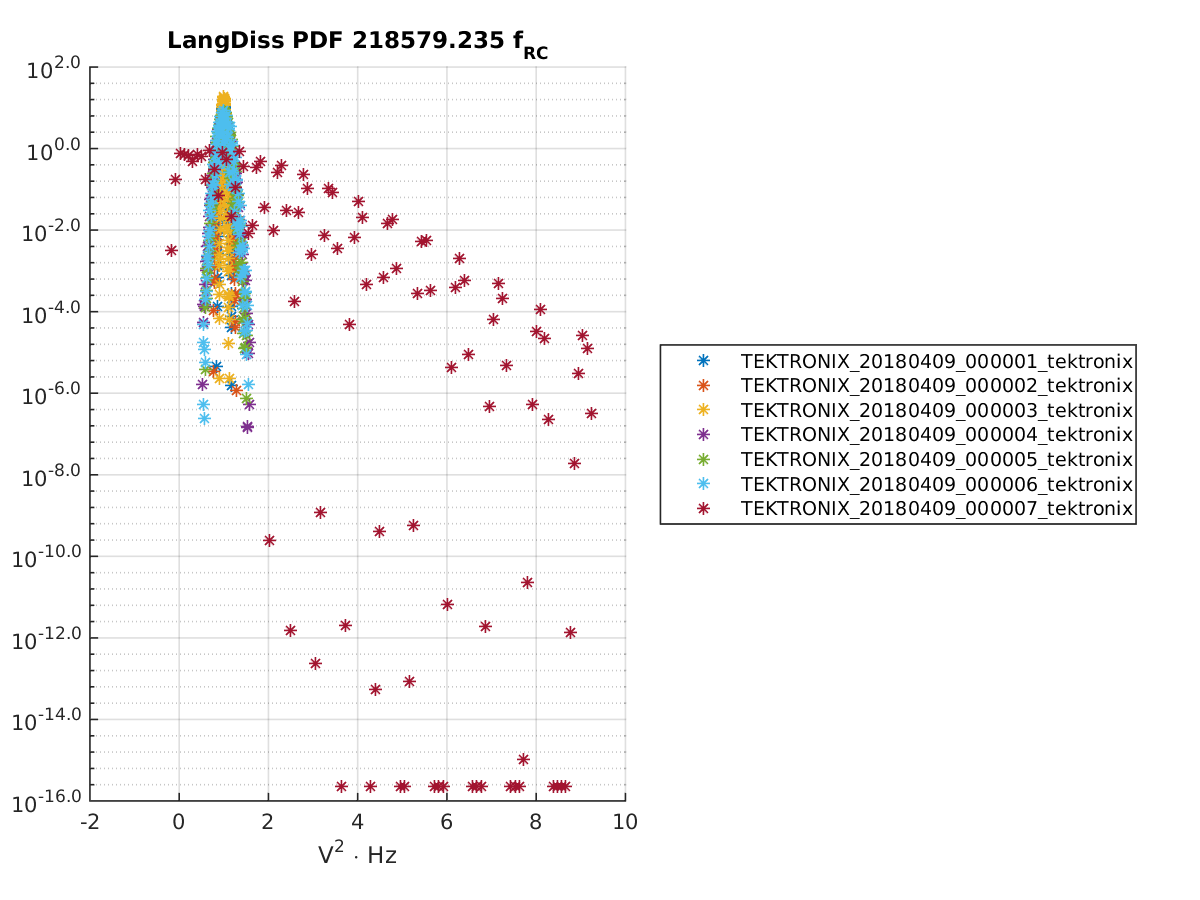 LangDiss PDF 218579.235 f_RC
10^2.0
10^0.0
10^-2.0
10^-4.0
10^-6.0
10^-8.0
10^-10.0
10^-12.0
10^-14.0
10^-16.0
-2 0 2 4 6 8 10
V^2 · Hz
TEKTRONIX_20180409_000001_tektronix
TEKTRONIX_20180409_000002_tektronix
TEKTRONIX_20180409_000003_tektronix
TEKTRONIX_20180409_000004_tektronix
TEKTRONIX_20180409_000005_tektronix
TEKTRONIX_20180409_000006_tektronix
TEKTRONIX_20180409_000007_tektronix